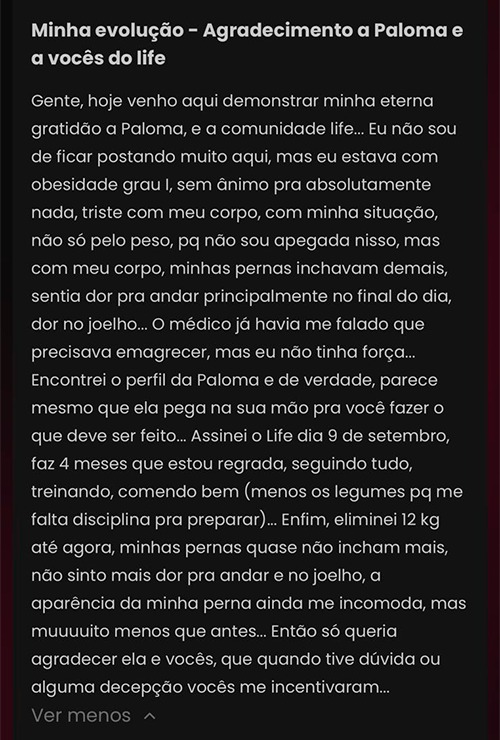 Minha evolução - Agradecimento a Paloma e
a vocês do life
Gente, hoje venho aqui demonstrar minha eterna
gratidão a Paloma, e a comunidade life... Eu não sou
de ficar postando muito aqui, mas eu estava com
obesidade grau I, sem ânimo pra absolutamente
nada, triste com meu corpo, com minha situação,
não só pelo peso, pq não sou apegada nisso, mas
com meu corpo, minhas pernas inchavam demais,
sentia dor pra andar principalmente no final do dia,
dor no joelho... O médico já havia me falado que
precisava emagrecer, mas eu não tinha força...
Encontrei o perfil da Paloma e de verdade, parece
mesmo que ela pega na sua mão pra você fazer o
que deve ser feito... Assinei o Life dia 9 de setembro,
faz 4 meses que estou regrada, seguindo tudo,
treinando, comendo bem (menos os legumes pq me
falta disciplina pra preparar)... Enfim, eliminei 12 kg
até agora, minhas pernas quase não incham mais,
não sinto mais dor pra andar e no joelho, a
aparência da minha perna ainda me incomoda, mas
muuuuito menos que antes... Então só queria
agradecer ela e vocês, que quando tive dúvida ou
alguma decepção vocês me incentivaram...
Ver menos